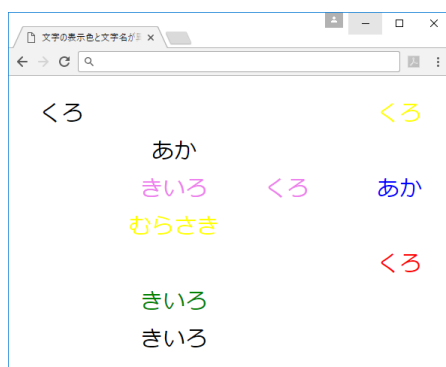 文字の表示色と文字名が
くろ くろ
あか
きいろ くろ あか
むらさき
くろ
きいろ
きいろ